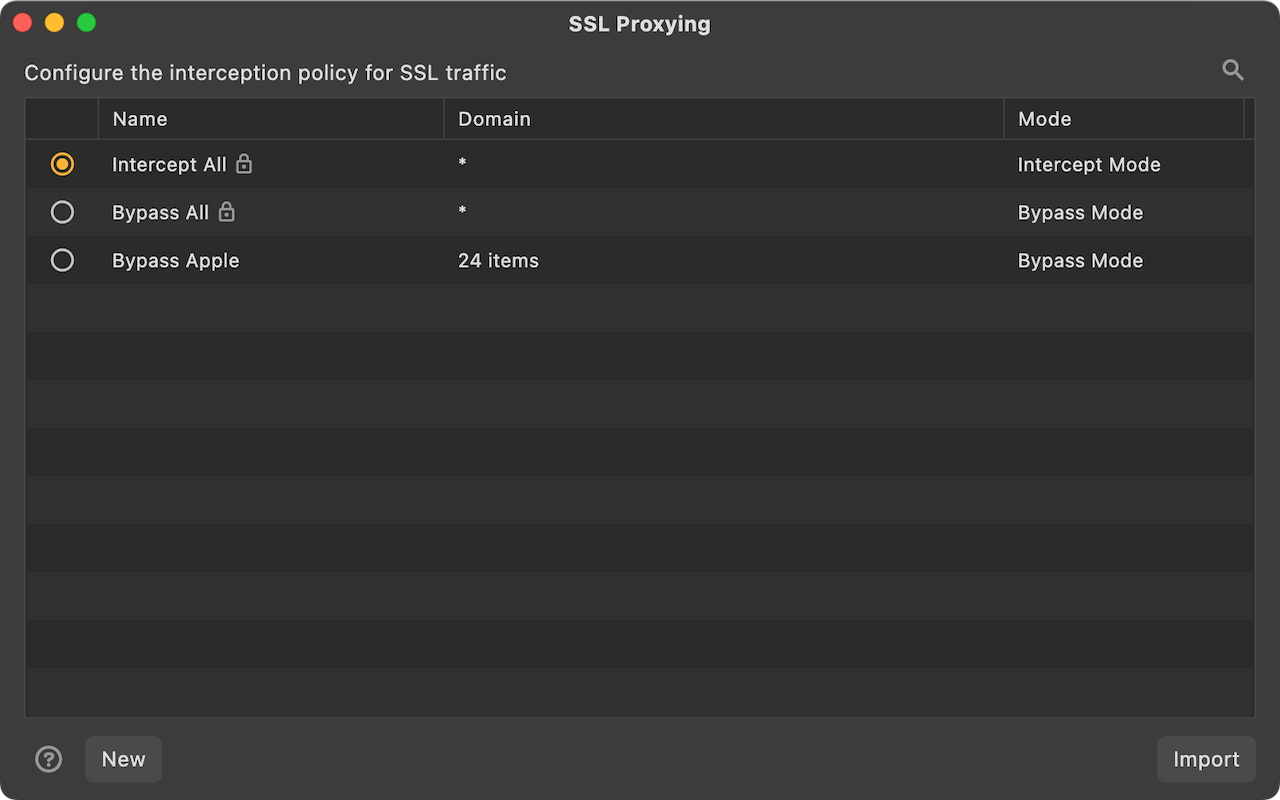 SSL Proxying
Configure the interception policy for SSL traffic
Name Domain Mode
Intercept All * Intercept Mode
Bypass All * Bypass Mode
Bypass Apple 24 items Bypass Mode
? New Import